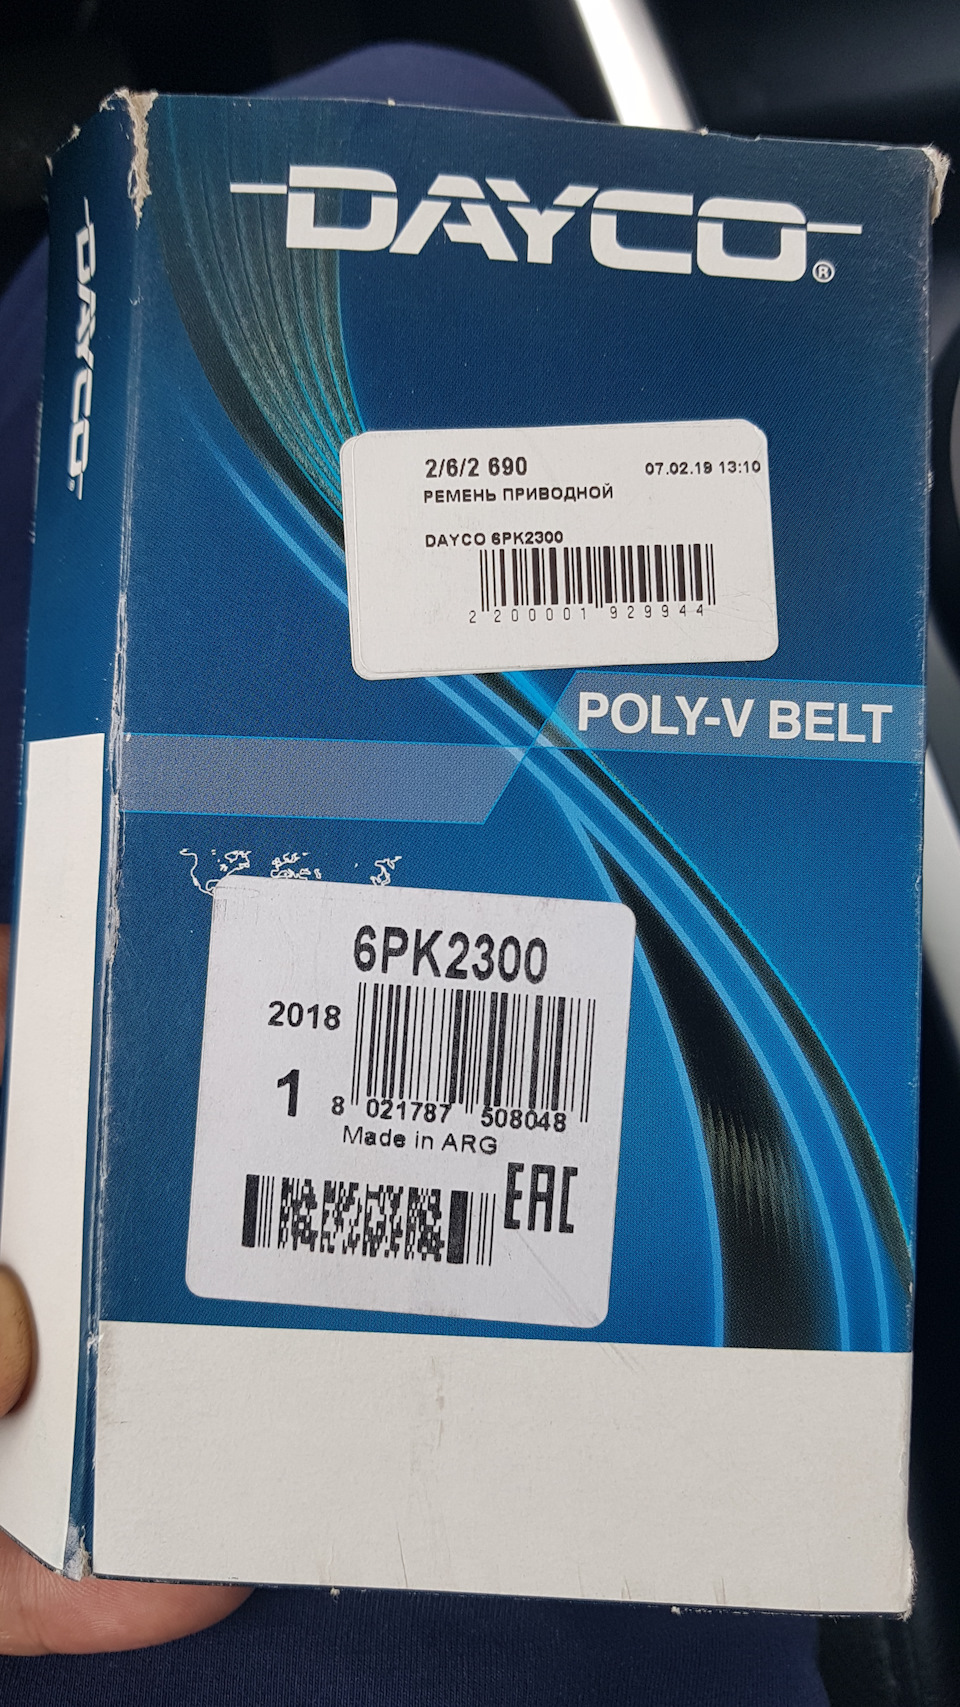 DAYCO®
DAYCO
2/6/2 690
07.02.19 13:10
РЕМЕНЬ ПРИВОДНОЙ
DAYCO 6PK2300
2 200001 929944
POLY-V BELT
6PK2300
2018
1
8 021787 508048
Made in ARG
EAC